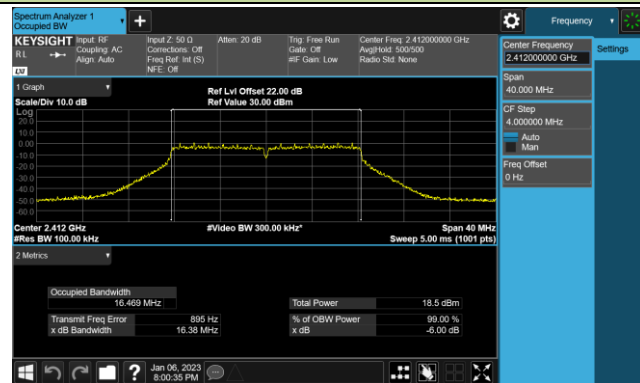 Spectrum Analyzer 1
Occupied BW
Frequency
KEYSIGHT
RL
LXI
Input: RF
Coupling: AC
Align: Auto
Input Z: 50 Ω
Corrections: Off
Freq Ref: Int (S)
NFE: Off
Atten: 20 dB
Trig: Free Run
Gate: Off
#IF Gain: Low
Center Freq: 2.412000000 GHz
Avg|Hold: 500/500
Radio Std: None
Center Frequency
2.412000000 GHz
Settings
Span
40.000 MHz
CF Step
4.000000 MHz
Auto
Man
Freq Offset
0 Hz
1 Graph
Scale/Div 10.0 dB
Ref Lvl Offset 22.00 dB
Ref Value 30.00 dBm
Log
20.0
10.0
0.00
-10.0
-20.0
-30.0
-40.0
-50.0
-60.0
Center 2.412 GHz
#Res BW 100.00 kHz
#Video BW 300.00 kHz*
Span 40 MHz
Sweep 5.00 ms (1001 pts)
2 Metrics
Occupied Bandwidth
16.469 MHz
Total Power 18.5 dBm
Transmit Freq Error 895 Hz
% of OBW Power 99.00 %
x dB Bandwidth 16.38 MHz
x dB -6.00 dB
?
Jan 06, 2023
8:00:35 PM